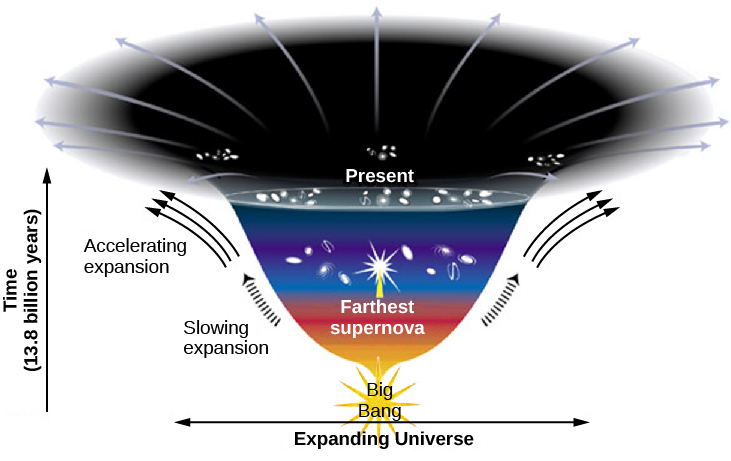 Present
Accelerating
expansion
Time
(13.8 billion years)
Farthest
supernova
Slowing
expansion
Big
Bang
Expanding Universe